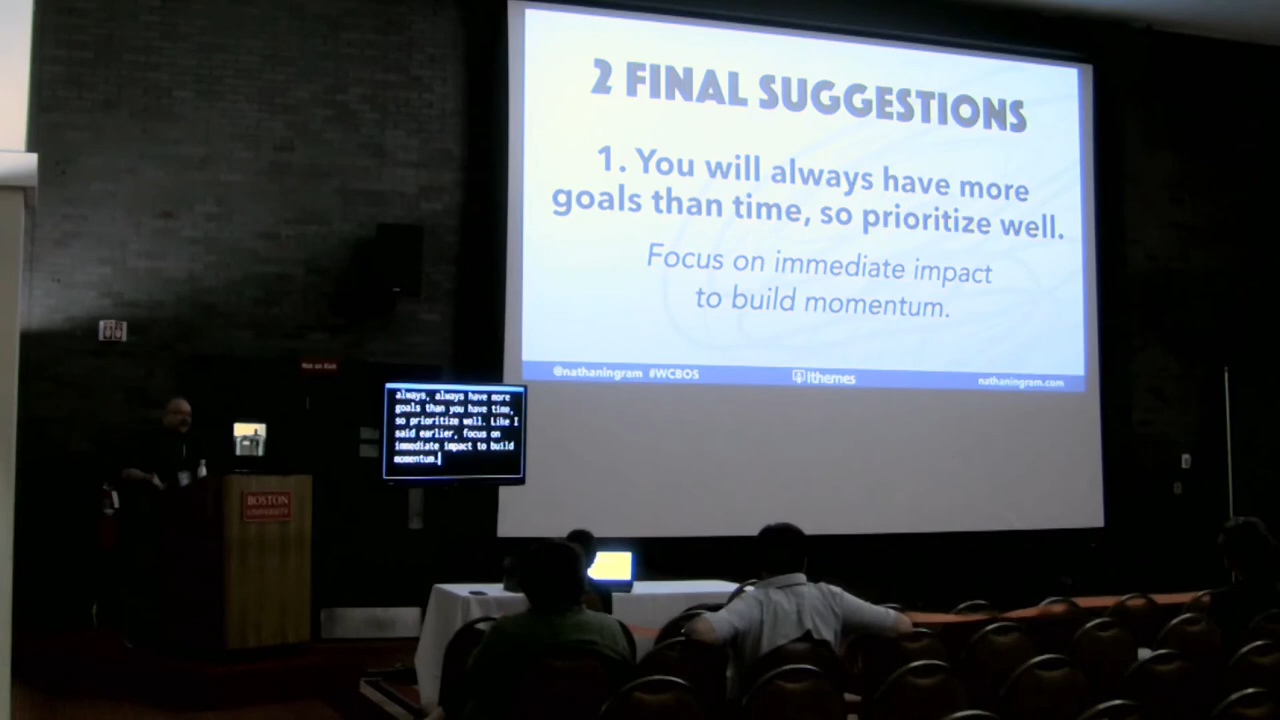 2 FINAL SUGGESTIONS
1. You will always have more
goals than time, so prioritize well.
Focus on immediate impact
to build momentum.
@nathaningram #WCBOS
ithemes
nathaningram.com
always, always have more
goals than you have time,
so prioritize well. Like I
said earlier, focus on
immediate impact to build
momentum.
BOSTON
UNIVERSITY